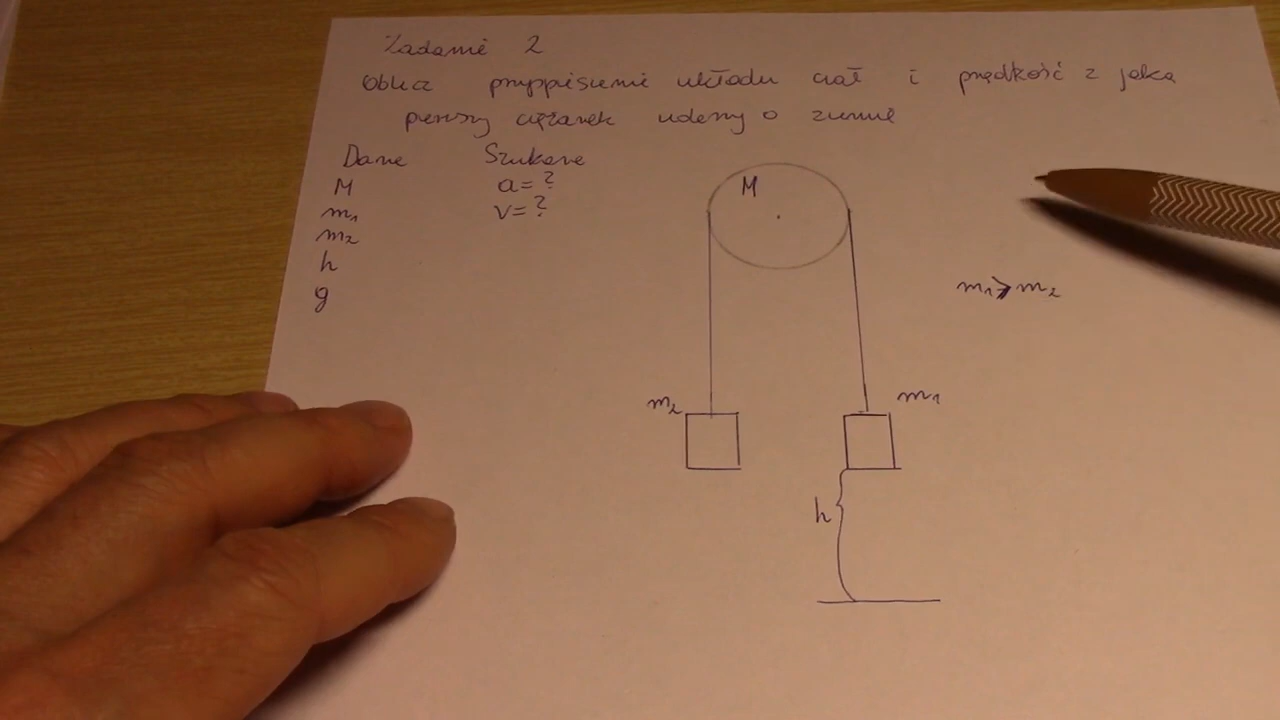 Zadanie 2
Oblicz przyspieszenie układu ciał i prędkość z jaką
pierwszy ciężarek uderzy o ziemię
Dane Szukane
M a=?
m₁ v=?
m₂
h
g
M
m₁>m₂
m₂ m₁
h